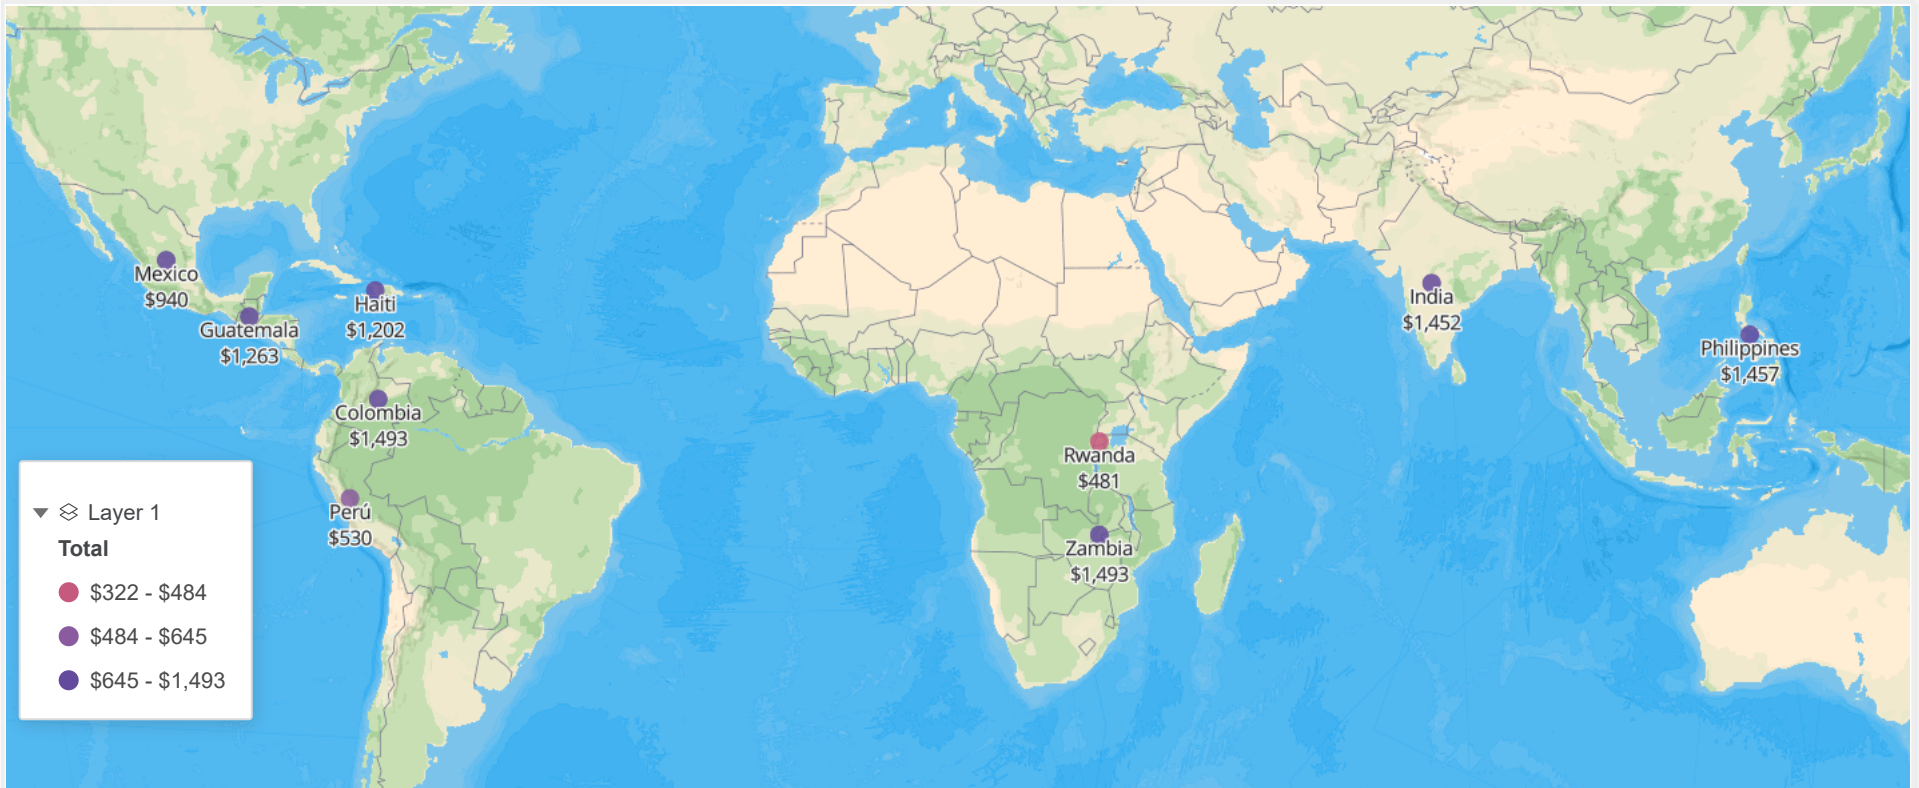 Mexico
$940
Guatemala
$1,263
Haiti
$1,202
Colombia
$1,493
Perú
$530
Rwanda
$481
Zambia
$1,493
India
$1,452
Philippines
$1,457
Layer 1
Total
$322 - $484
$484 - $645
$645 - $1,493